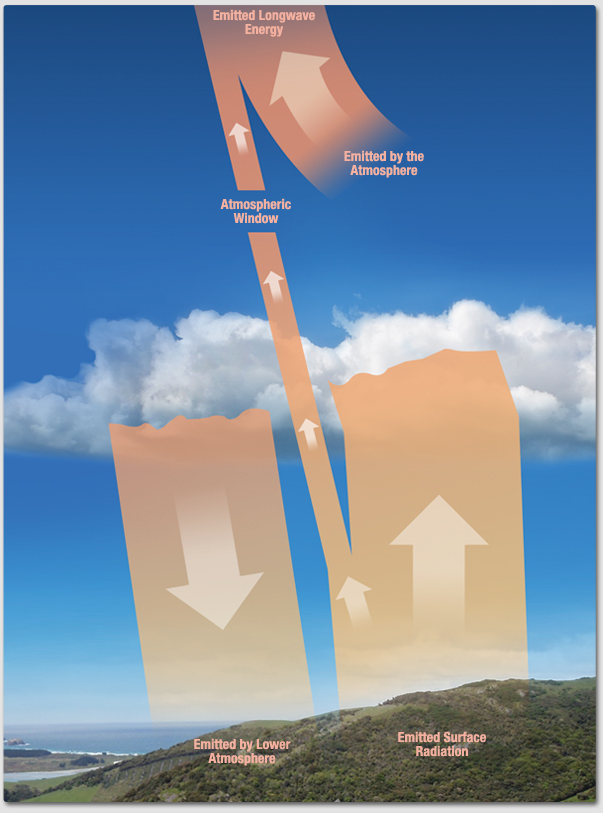 Emitted Longwave
Energy
Emitted by the
Atmosphere
Atmospheric
Window
Emitted by Lower
Atmosphere
Emitted Surface
Radiation